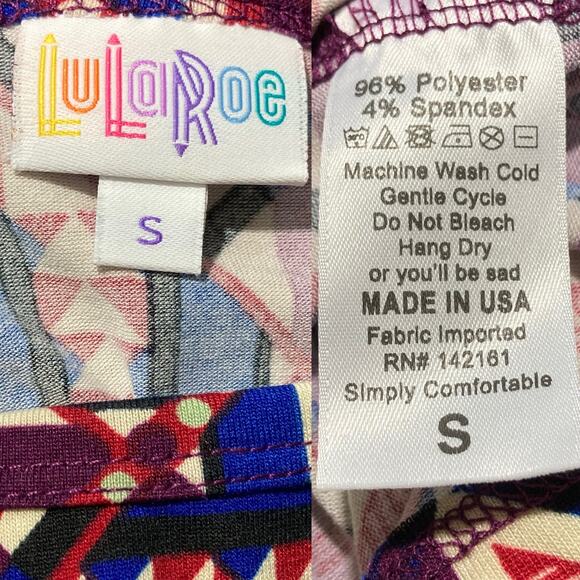 LuLaRoe
S
96% Polyester
4% Spandex
Machine Wash Cold
Gentle Cycle
Do Not Bleach
Hang Dry
or you'll be sad
MADE IN USA
Fabric Imported
RN# 142161
Simply Comfortable
S